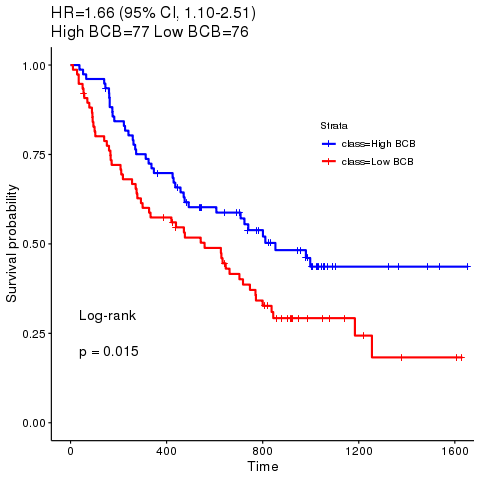 HR=1.66 (95% CI, 1.10-2.51)
High BCB=77 Low BCB=76
Survival probability
1.00
0.75
0.50
0.25
0.00
Strata
class=High BCB
class=Low BCB
Log-rank
p = 0.015
0 400 800 1200 1600
Time